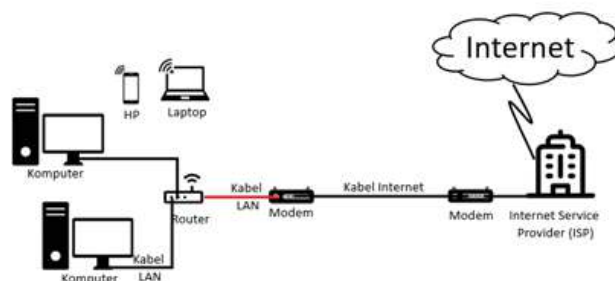 Internet
HP
Laptop
Komputer
Router
Kabel
LAN
Modem
Kabel Internet
Modem
Internet Service
Provider (ISP)
Komputer
Kabel
LAN